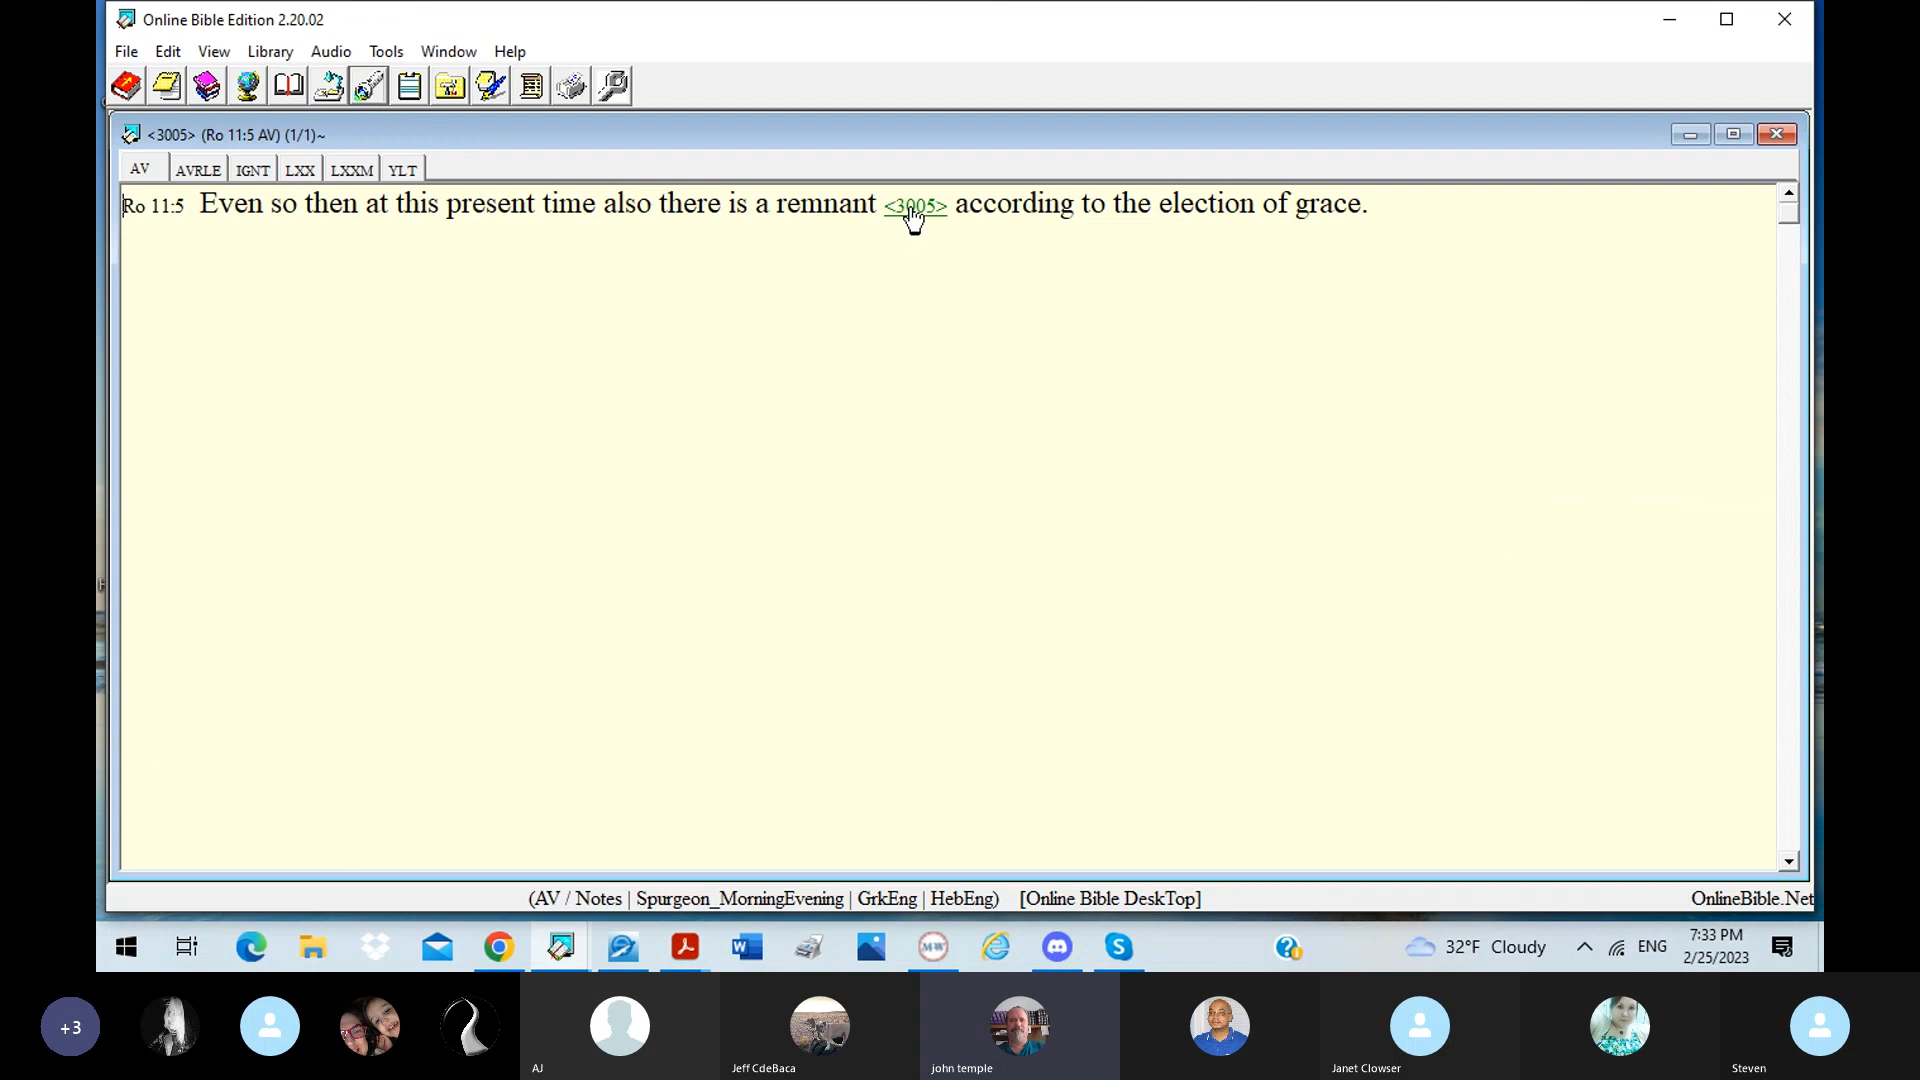 Online Bible Edition 2.20.02
File Edit View Library Audio Tools Window Help
<3005> (Ro 11:5 AV) (1/1)~
AV AVRLE IGNT LXX LXXM YLT
Ro 11:5 Even so then at this present time also there is a remnant <3005> according to the election of grace.
(AV / Notes | Spurgeon_MorningEvening | GrkEng | HebEng) [Online Bible DeskTop] OnlineBible.Net
32°F Cloudy ENG 7:33 PM
2/25/2023
+3
AJ Jeff CdeBaca john temple Janet Clowser Steven